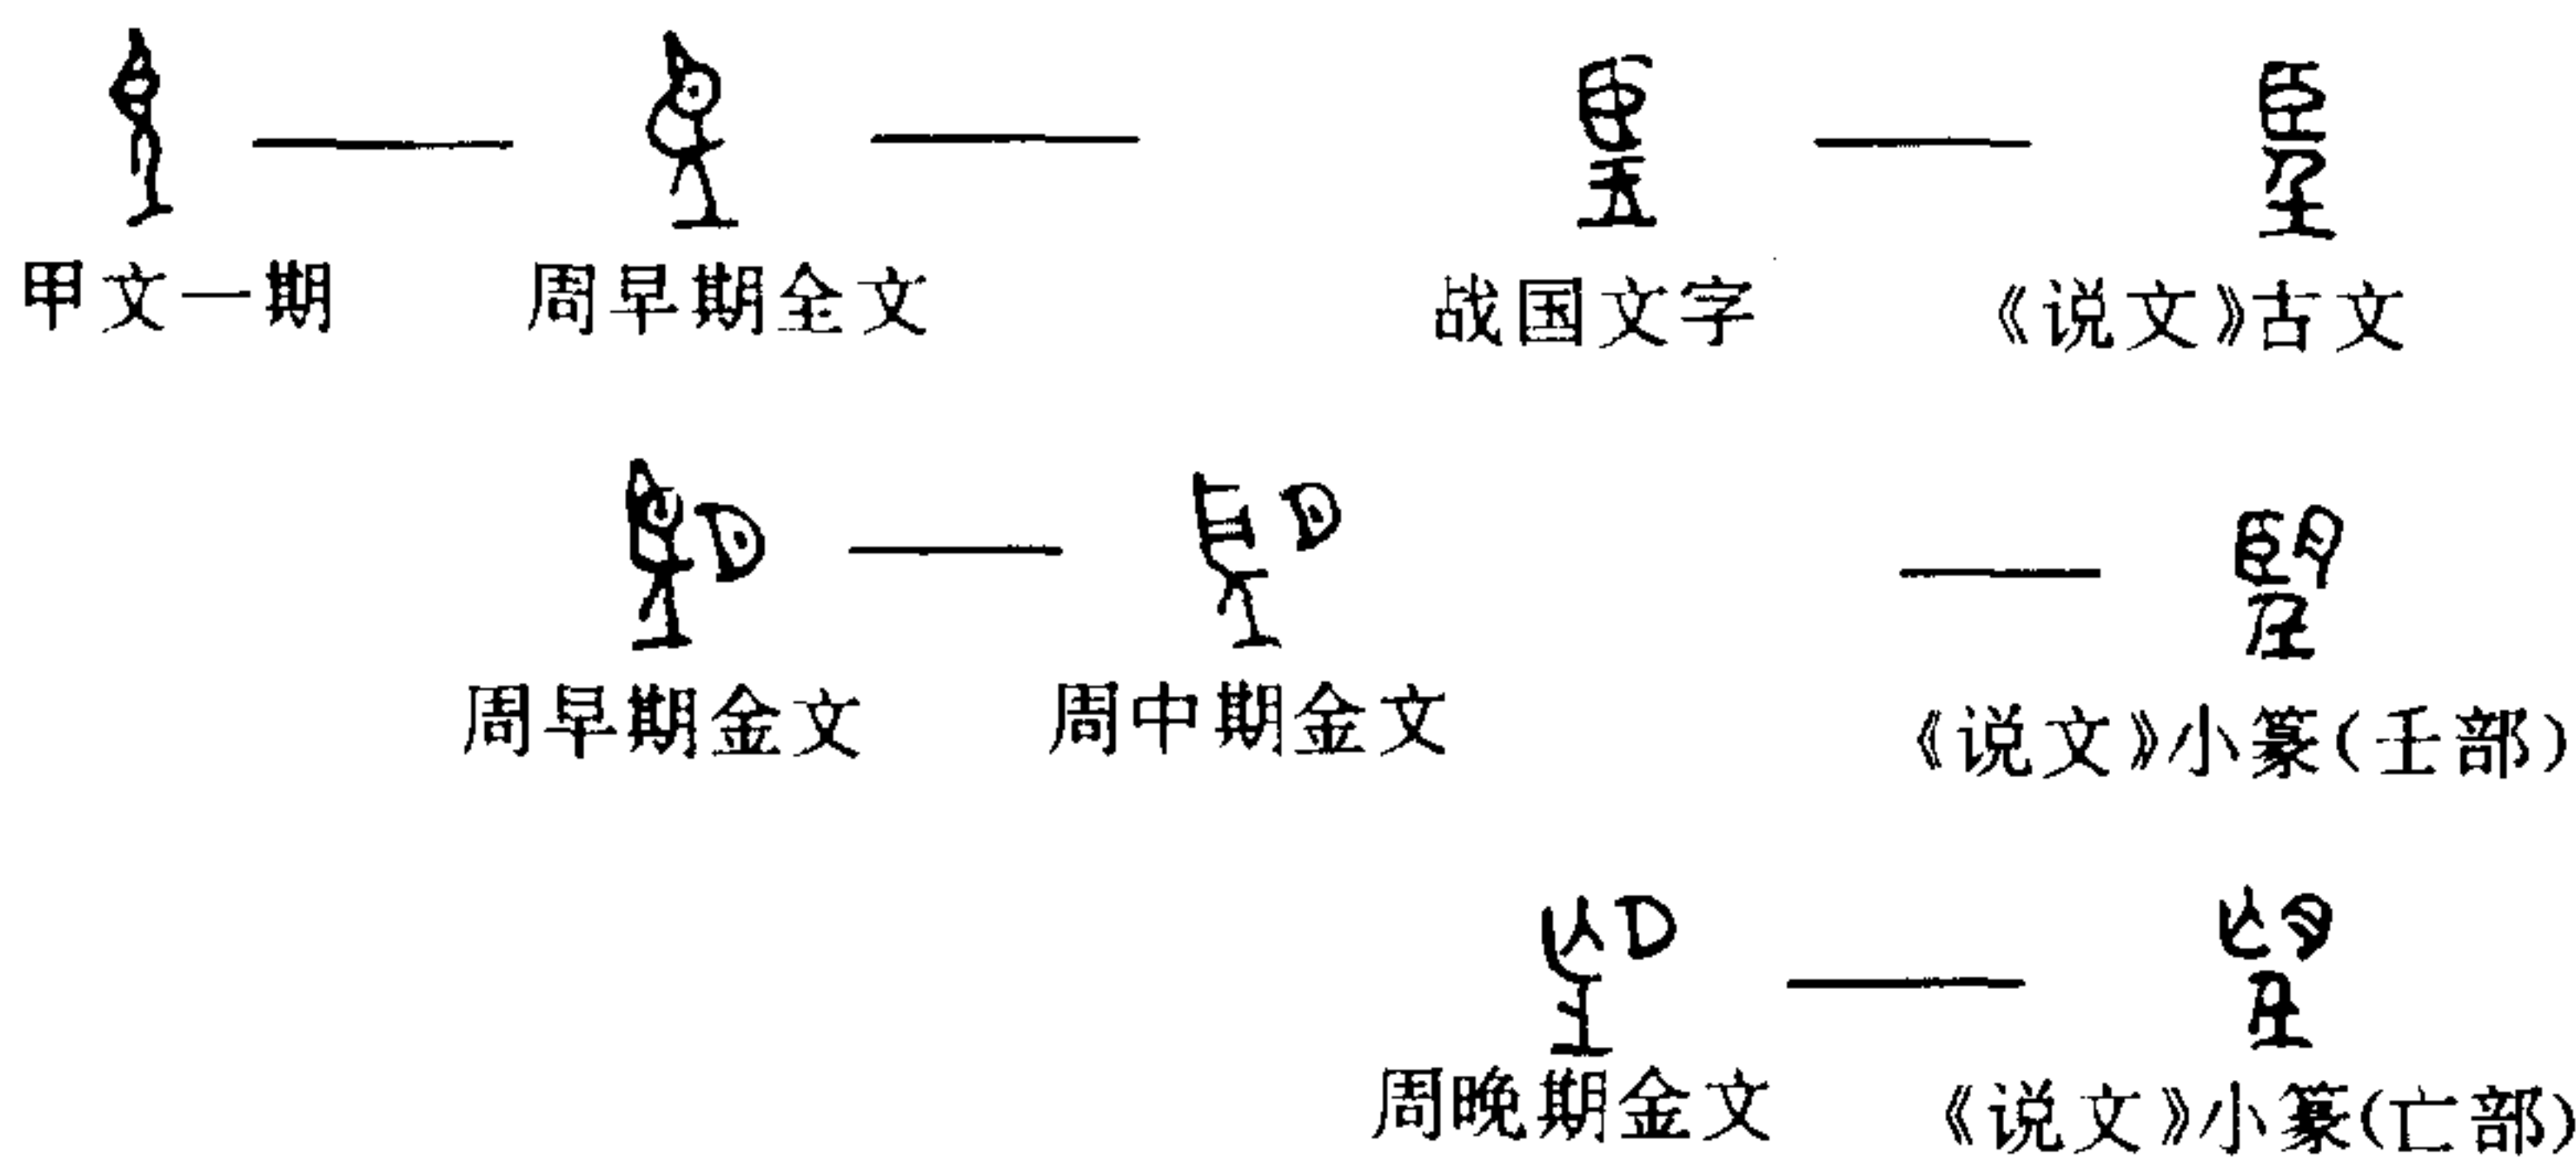 甲文一期 周早期全文 战国文字 《说文》古文
周早期金文 周中期金文 《说文》小篆(壬部)
周晚期金文 《说文》小篆(亡部)